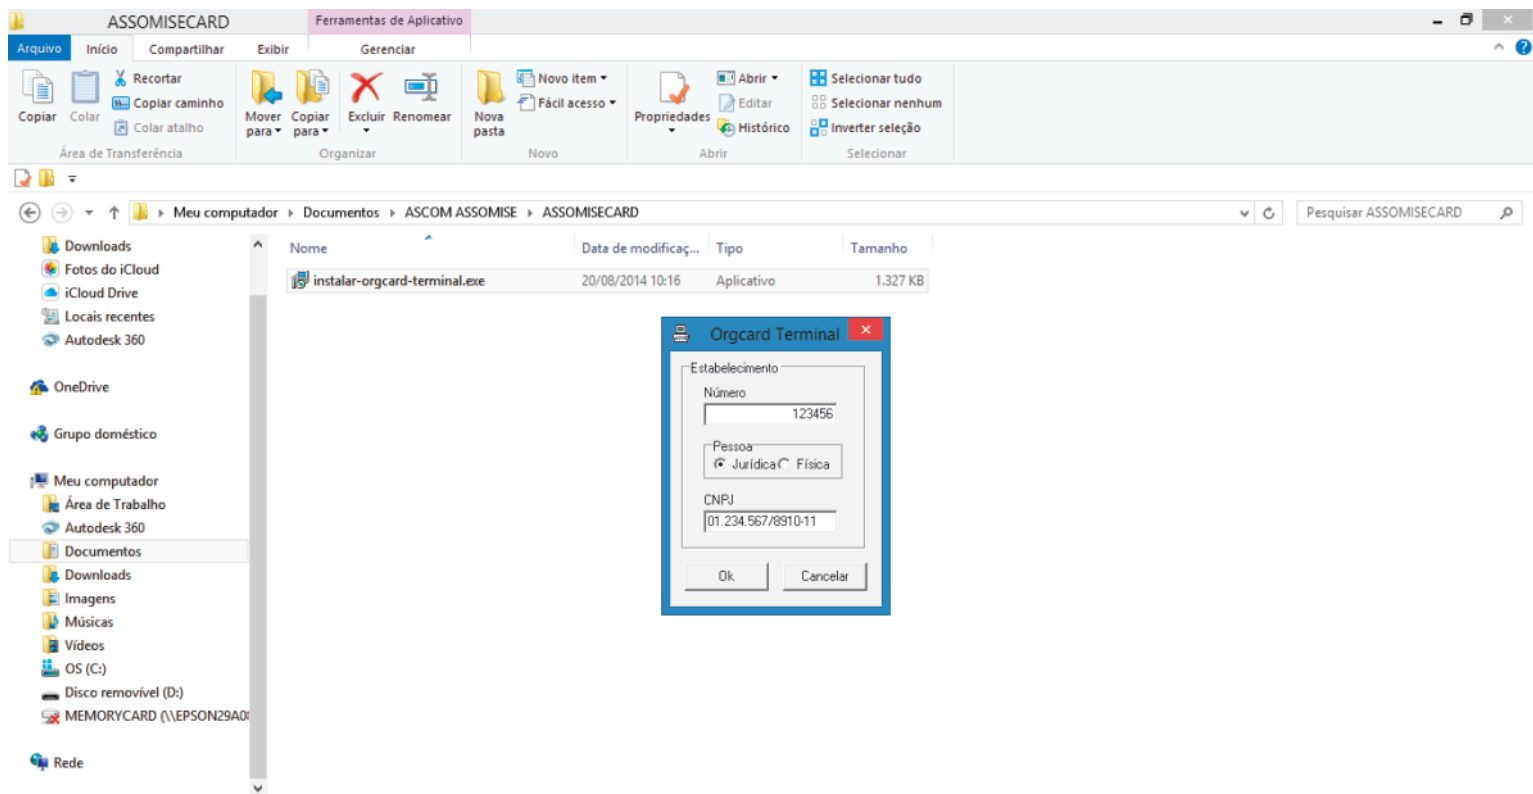 ASSOMISECARD
Ferramentas de Aplicativo
Arquivo Início Compartilhar Exibir Gerenciar
Copiar
Colar
Recortar
Copiar caminho
Colar atalho
Área de Transferência
Mover para
Copiar para
Excluir
Renomear
Organizar
Nova pasta
Novo item
Fácil acesso
Novo
Propriedades
Abrir
Editar
Histórico
Abrir
Selecionar tudo
Selecionar nenhum
Inverter seleção
Selecionar
Meu computador Documentos ASCOM ASSOMISE ASSOMISECARD
Pesquisar ASSOMISECARD
Downloads
Fotos do iCloud
iCloud Drive
Locais recentes
Autodesk 360
OneDrive
Grupo doméstico
Meu computador
Área de Trabalho
Autodesk 360
Documentos
Downloads
Imagens
Músicas
Vídeos
OS (C:)
Disco removível (D:)
MEMORYCARD (\\EPSON29A0
Rede
Nome Data de modificaç... Tipo Tamanho
instalar-orgcard-terminal.exe 20/08/2014 10:16 Aplicativo 1.327 KB
Orgcard Terminal
Estabelecimento
Número
123456
Pessoa
Jurídica Física
CNPJ
01.234.567/8910-11
Ok Cancelar